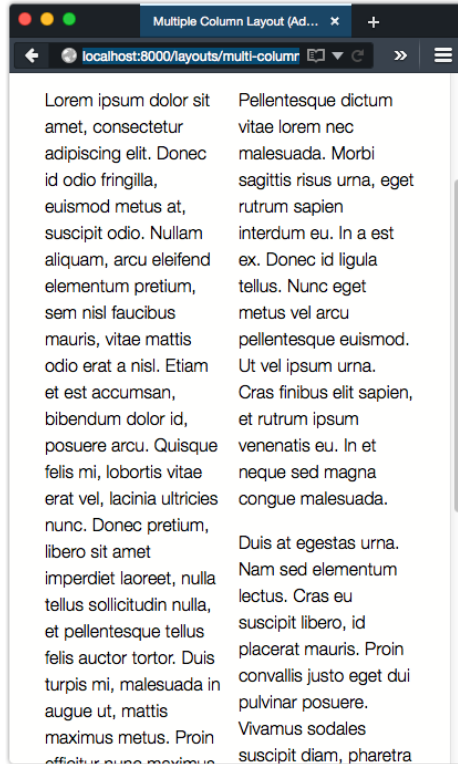 Multiple Column Layout (Ad...
localhost:8000/layouts/multi-column
Lorem ipsum dolor sit
amet, consectetur
adipiscing elit. Donec
id odio fringilla,
euismod metus at,
suscipit odio. Nullam
aliquam, arcu eleifend
elementum pretium,
sem nisl faucibus
mauris, vitae mattis
odio erat a nisl. Etiam
et est accumsan,
bibendum dolor id,
posuere arcu. Quisque
felis mi, lobortis vitae
erat vel, lacinia ultricies
nunc. Donec pretium,
libero sit amet
imperdiet laoreet, nulla
tellus sollicitudin nulla,
et pellentesque tellus
felis auctor tortor. Duis
turpis mi, malesuada in
augue ut, mattis
maximus metus. Proin
efficitur nunc maximus
Pellentesque dictum
vitae lorem nec
malesuada. Morbi
sagittis risus urna, eget
rutrum sapien
interdum eu. In a est
ex. Donec id ligula
tellus. Nunc eget
metus vel arcu
pellentesque euismod.
Ut vel ipsum urna.
Cras finibus elit sapien,
et rutrum ipsum
venenatis eu. In et
neque sed magna
congue malesuada.
Duis at egestas urna.
Nam sed elementum
lectus. Cras eu
suscipit libero, id
placerat mauris. Proin
convallis justo eget dui
pulvinar posuere.
Vivamus sodales
suscipit diam, pharetra